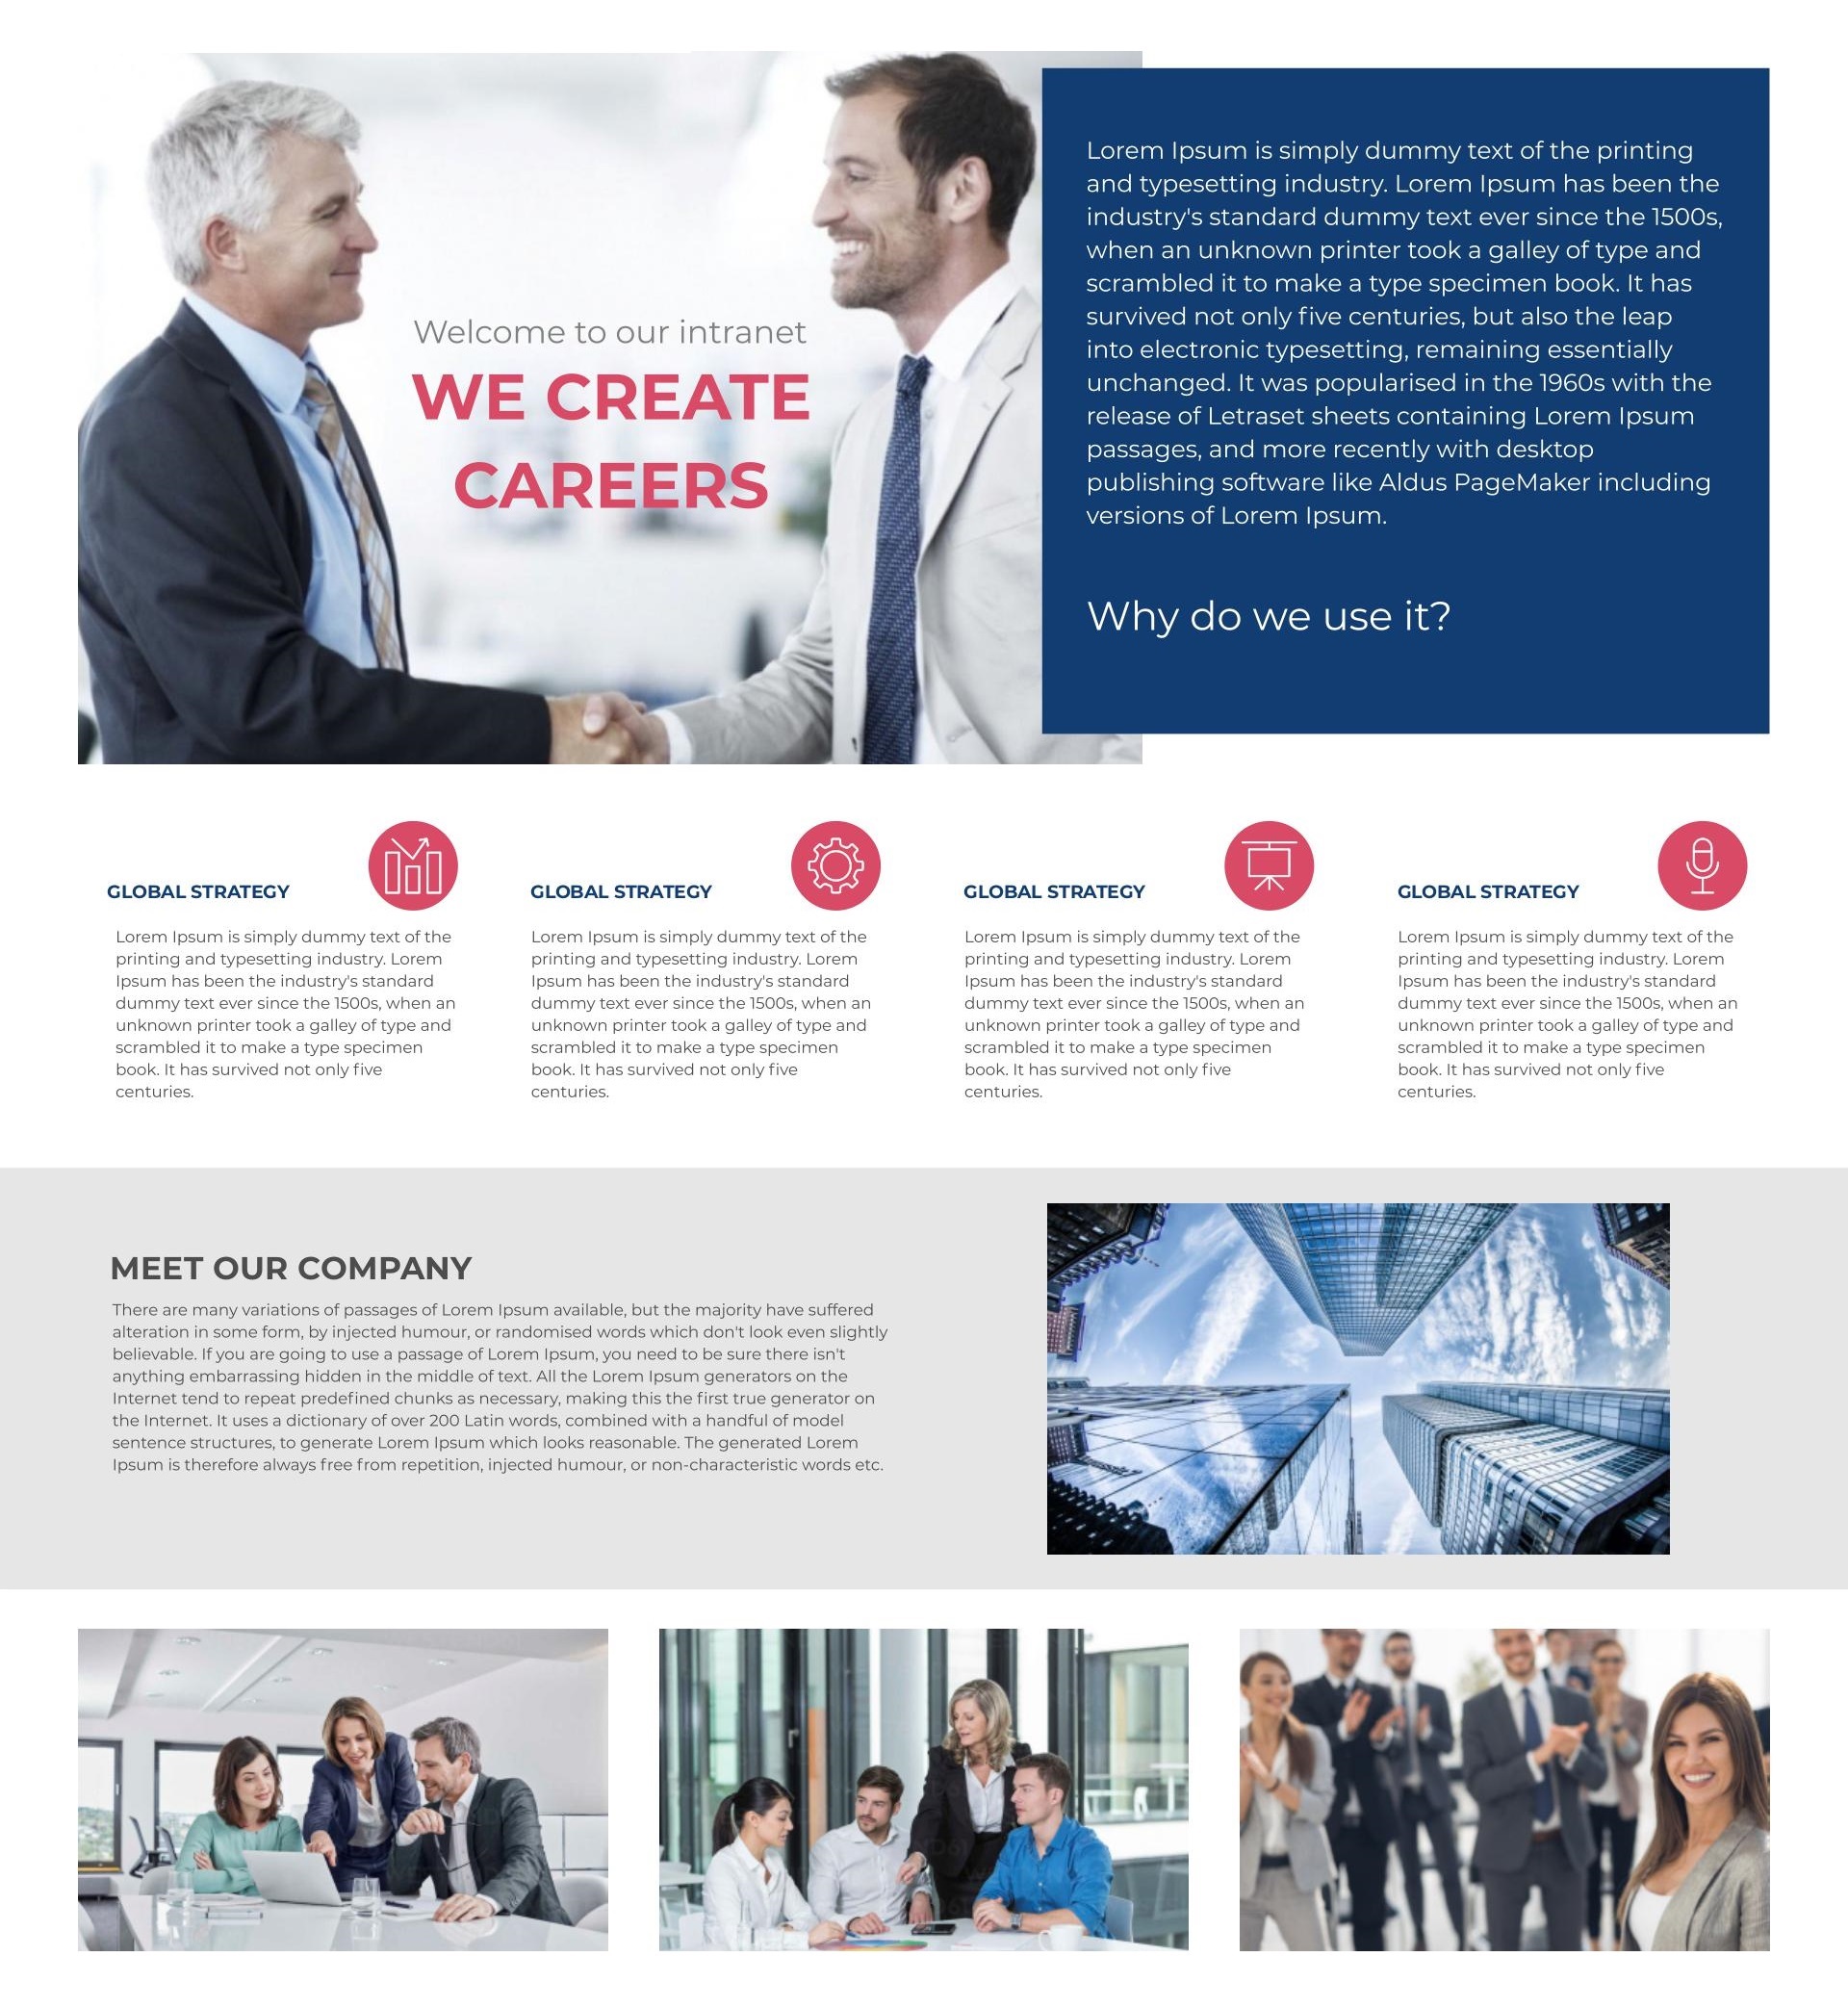 Welcome to our intranet
WE CREATE
CAREERS
Lorem Ipsum is simply dummy text of the printing
and typesetting industry. Lorem Ipsum has been the
industry's standard dummy text ever since the 1500s,
when an unknown printer took a galley of type and
scrambled it to make a type specimen book. It has
survived not only five centuries, but also the leap
into electronic typesetting, remaining essentially
unchanged. It was popularised in the 1960s with the
release of Letraset sheets containing Lorem Ipsum
passages, and more recently with desktop
publishing software like Aldus PageMaker including
versions of Lorem Ipsum.
Why do we use it?
GLOBAL STRATEGY
Lorem Ipsum is simply dummy text of the
printing and typesetting industry. Lorem
Ipsum has been the industry's standard
dummy text ever since the 1500s, when an
unknown printer took a galley of type and
scrambled it to make a type specimen
book. It has survived not only five
centuries.
GLOBAL STRATEGY
Lorem Ipsum is simply dummy text of the
printing and typesetting industry. Lorem
Ipsum has been the industry's standard
dummy text ever since the 1500s, when an
unknown printer took a galley of type and
scrambled it to make a type specimen
book. It has survived not only five
centuries.
GLOBAL STRATEGY
Lorem Ipsum is simply dummy text of the
printing and typesetting industry. Lorem
Ipsum has been the industry's standard
dummy text ever since the 1500s, when an
unknown printer took a galley of type and
scrambled it to make a type specimen
book. It has survived not only five
centuries.
GLOBAL STRATEGY
Lorem Ipsum is simply dummy text of the
printing and typesetting industry. Lorem
Ipsum has been the industry's standard
dummy text ever since the 1500s, when an
unknown printer took a galley of type and
scrambled it to make a type specimen
book. It has survived not only five
centuries.
MEET OUR COMPANY
There are many variations of passages of Lorem Ipsum available, but the majority have suffered
alteration in some form, by injected humour, or randomised words which don't look even slightly
believable. If you are going to use a passage of Lorem Ipsum, you need to be sure there isn't
anything embarrassing hidden in the middle of text. All the Lorem Ipsum generators on the
Internet tend to repeat predefined chunks as necessary, making this the first true generator on
the Internet. It uses a dictionary of over 200 Latin words, combined with a handful of model
sentence structures, to generate Lorem Ipsum which looks reasonable. The generated Lorem
Ipsum is therefore always free from repetition, injected humour, or non-characteristic words etc.